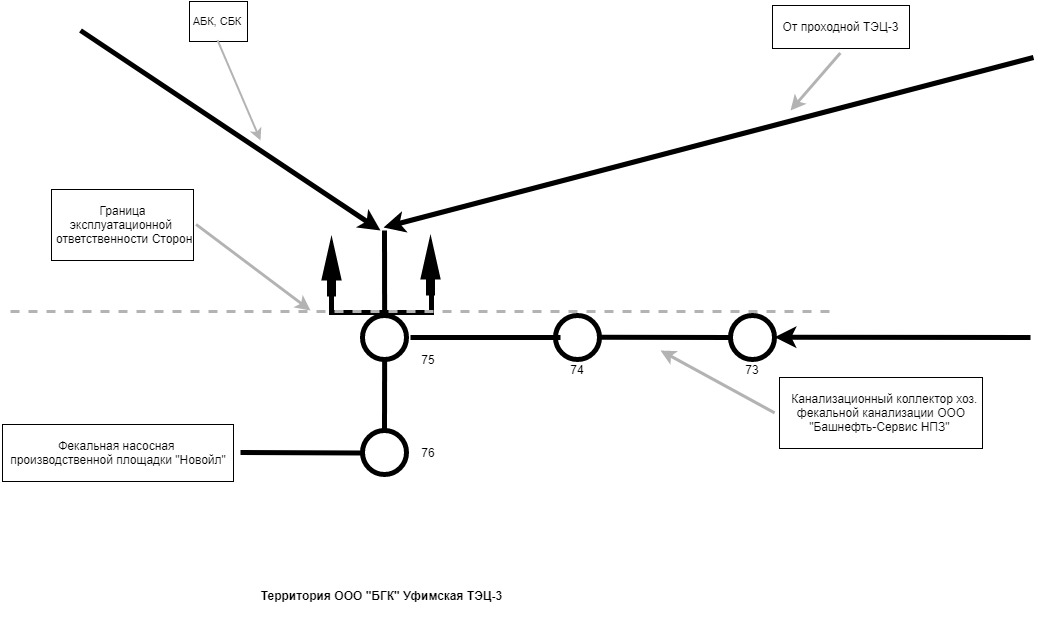 АБК, СБК
От проходной ТЭЦ-3
Граница
эксплуатационной
ответственности Сторон
75
74
73
Канализационный коллектор хоз.
фекальной канализации ООО
"Башнефть-Сервис НПЗ"
Фекальная насосная
производственной площадки "Новойл"
76
Территория ООО "БГК" Уфимская ТЭЦ-3